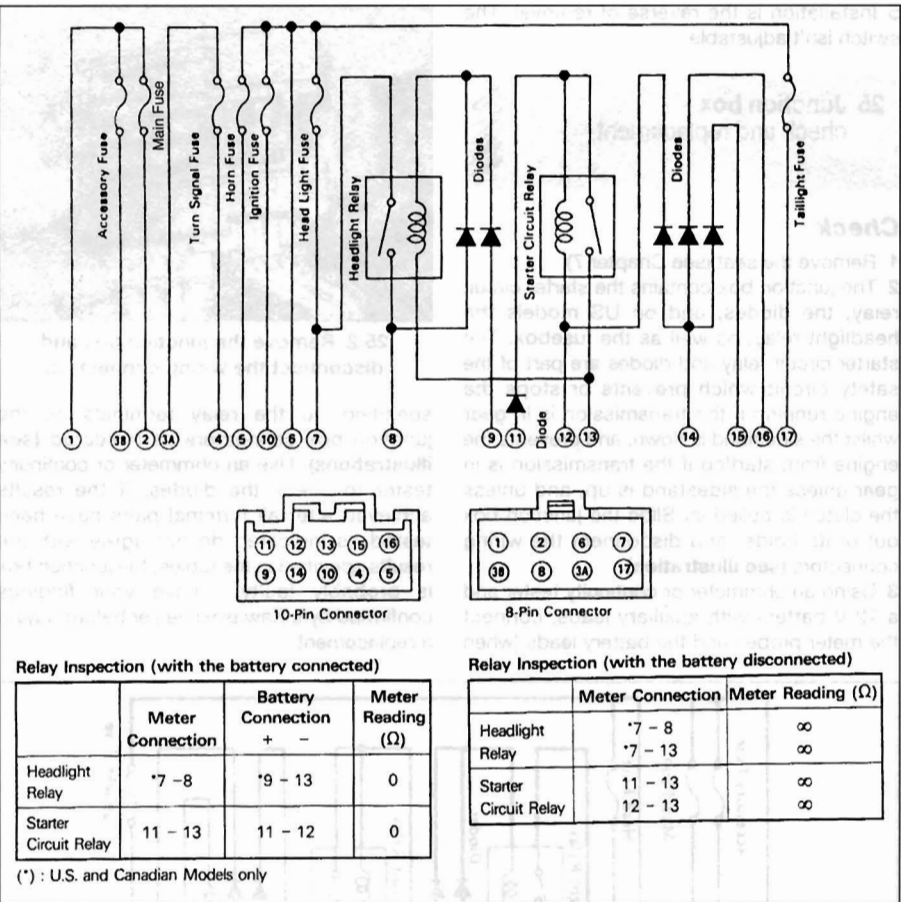 Accessory Fuse
Main Fuse
Turn Signal Fuse
Horn Fuse
Ignition Fuse
Head Light Fuse
Headlight Relay
Diodes
Starter Circuit Relay
Diodes
Taillight Fuse
Diode
1 3B 2 3A 4 5 10 6 7 8 9 11 12 13 14 15 16 17
11 12 13 15 16
9 14 10 4 5
10-Pin Connector
1 2 6 7
3B 8 3A 17
8-Pin Connector
Relay Inspection (with the battery connected)
Meter Connection
Battery Connection
+ −
Meter Reading (Ω)
Headlight Relay
*7 - 8
*9 - 13
0
Starter Circuit Relay
11 - 13
11 - 12
0
(*) : U.S. and Canadian Models only
Relay Inspection (with the battery disconnected)
Meter Connection
Meter Reading (Ω)
Headlight Relay
*7 - 8
∞
*7 - 13
∞
Starter Circuit Relay
11 - 13
∞
12 - 13
∞